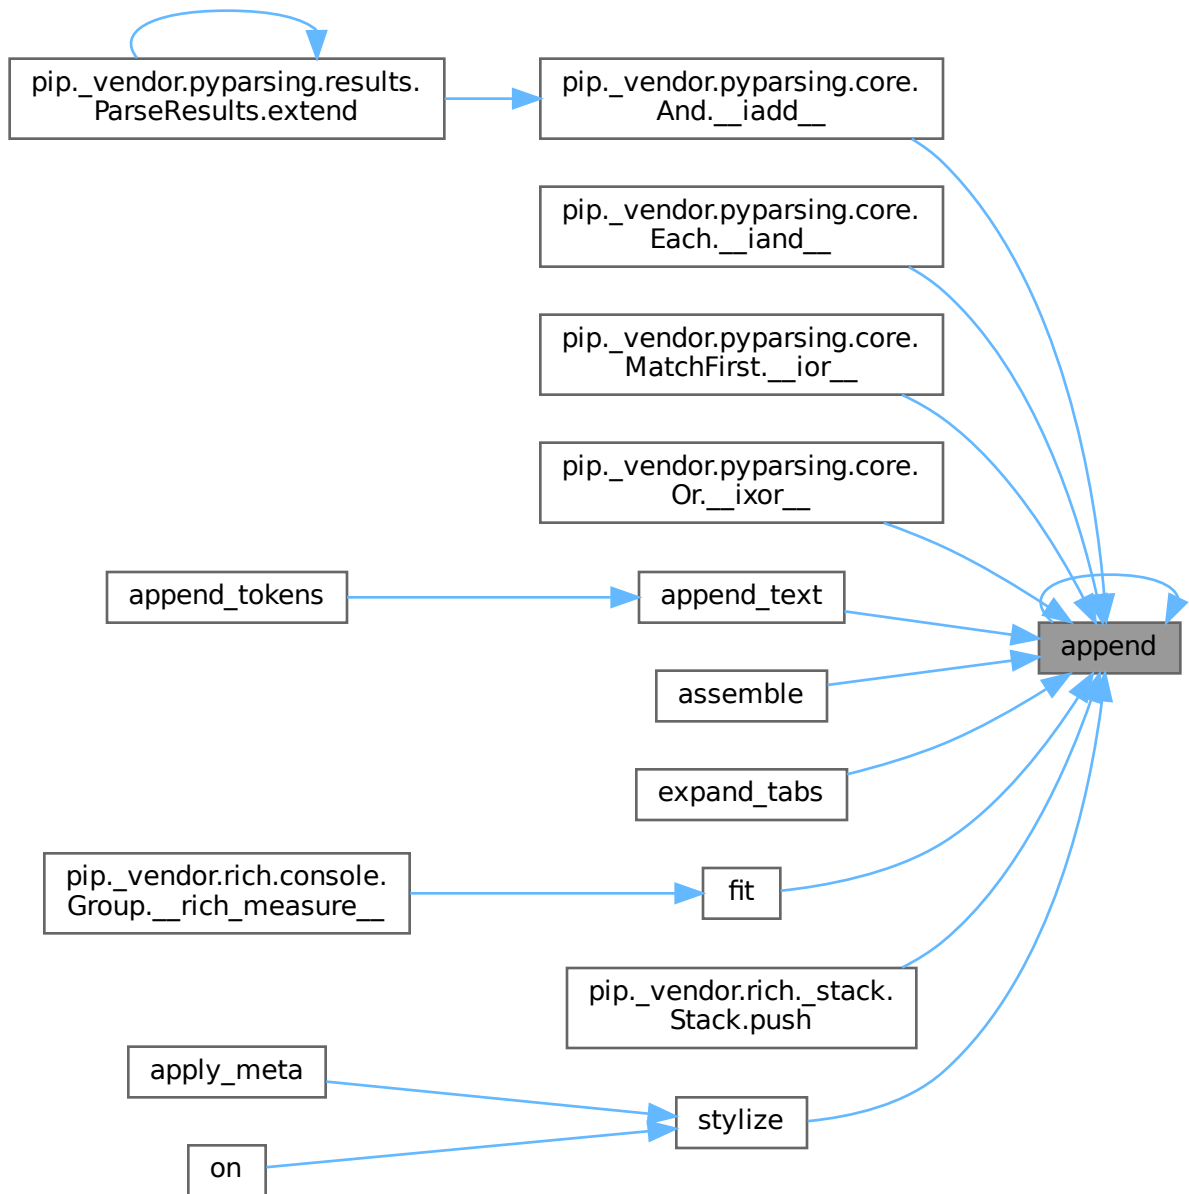 pip._vendor.pyparsing.results.
ParseResults.extend
pip._vendor.pyparsing.core.
And.__iadd__
pip._vendor.pyparsing.core.
Each.__iand__
pip._vendor.pyparsing.core.
MatchFirst.__ior__
pip._vendor.pyparsing.core.
Or.__ixor__
append_tokens
append_text
append
assemble
expand_tabs
pip._vendor.rich.console.
Group.__rich_measure__
fit
pip._vendor.rich._stack.
Stack.push
apply_meta
stylize
on